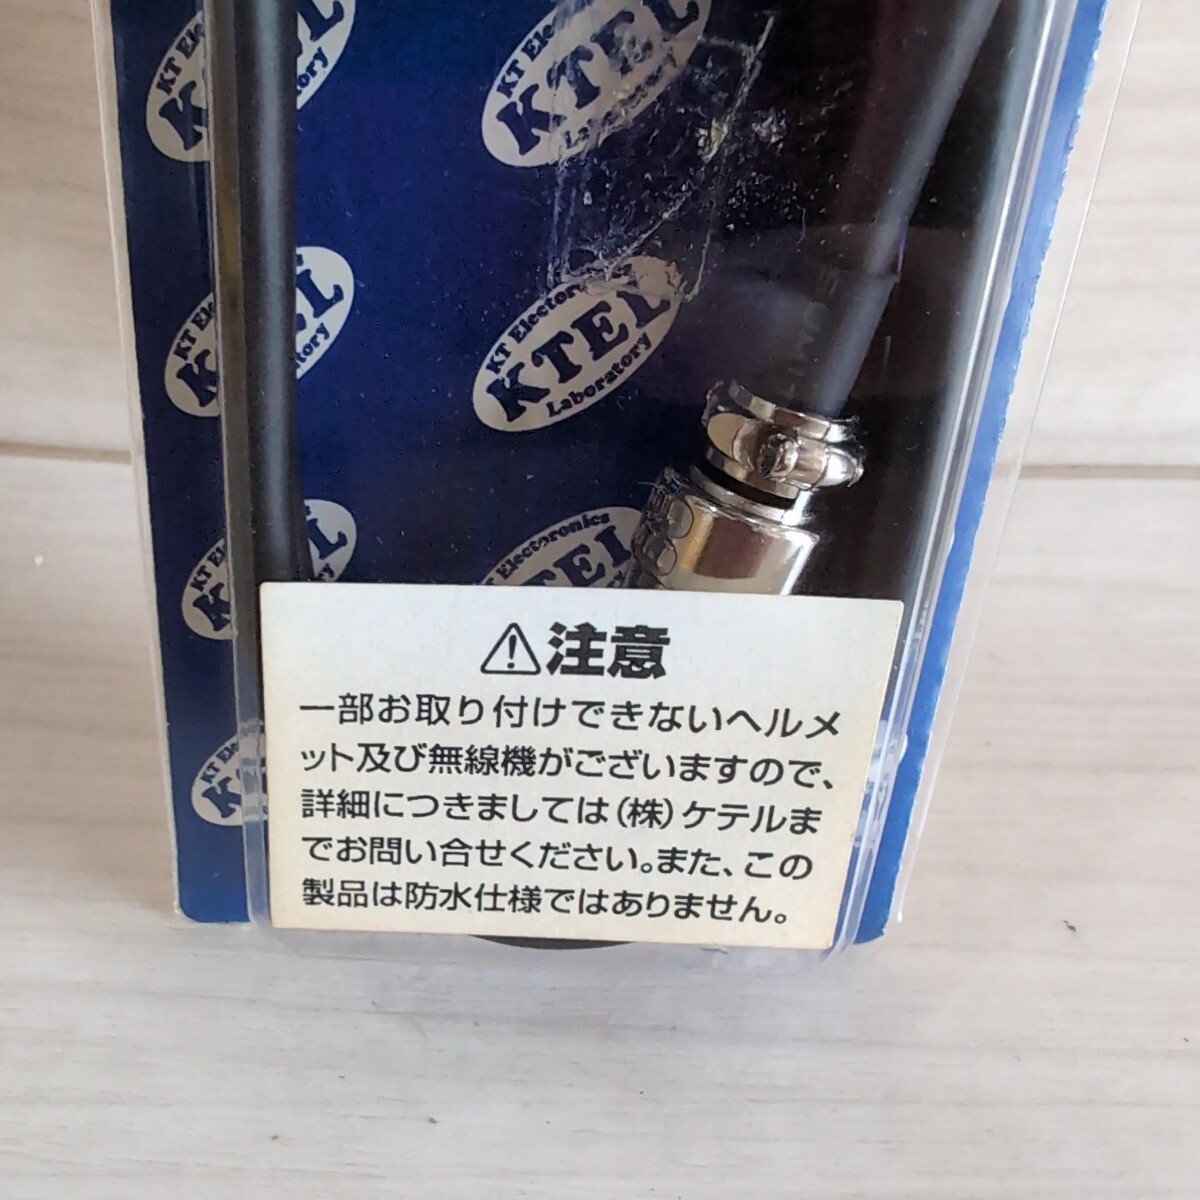 KT Electoronics
KTEL
Laboratory
KT Electoronics
KTEL
注意
一部お取り付けできないヘルメ
ット及び無線機がございますので、
詳細につきましては(株)ケテルま
でお問い合せください。また、この
製品は防水仕様ではありません。